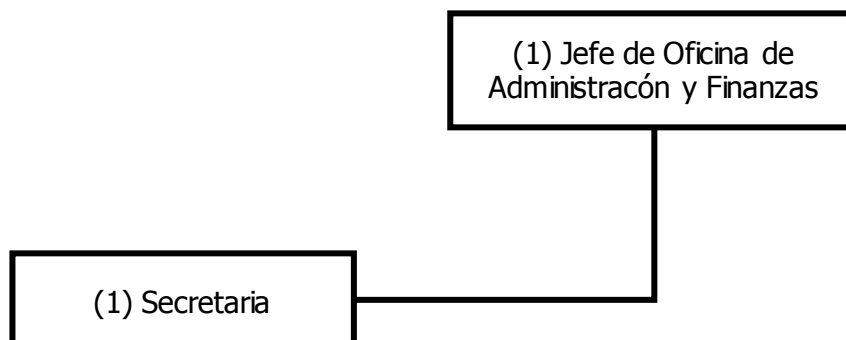 (1) Jefe de Oficina de
Administracón y Finanzas
(1) Secretaria